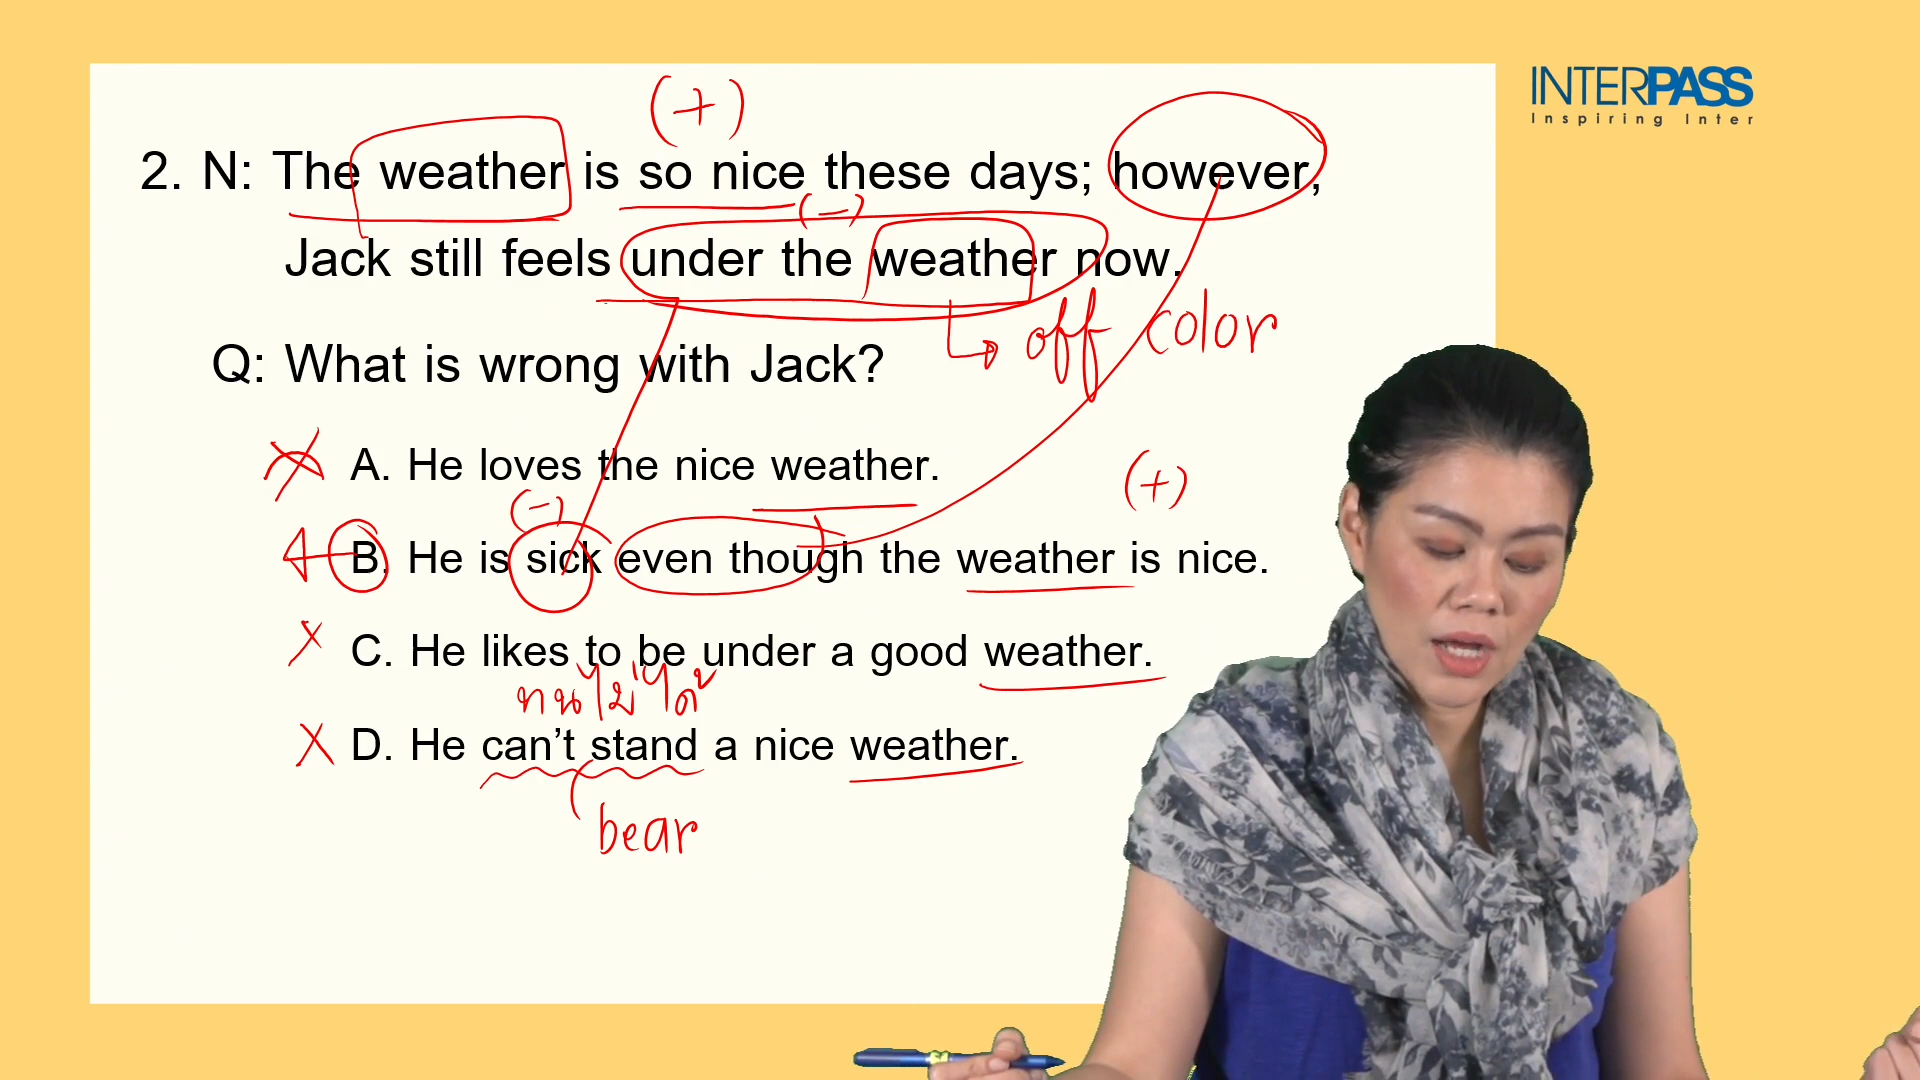 INTERPASS
Inspiring Inter
(+)
2. N: The weather is so nice these days; however,
(-)
Jack still feels under the weather now.
off color
Q: What is wrong with Jack?
A. He loves the nice weather.
(-)
(+)
B. He is sick even though the weather is nice.
C. He likes to be under a good weather.
D. He can't stand a nice weather.
bear